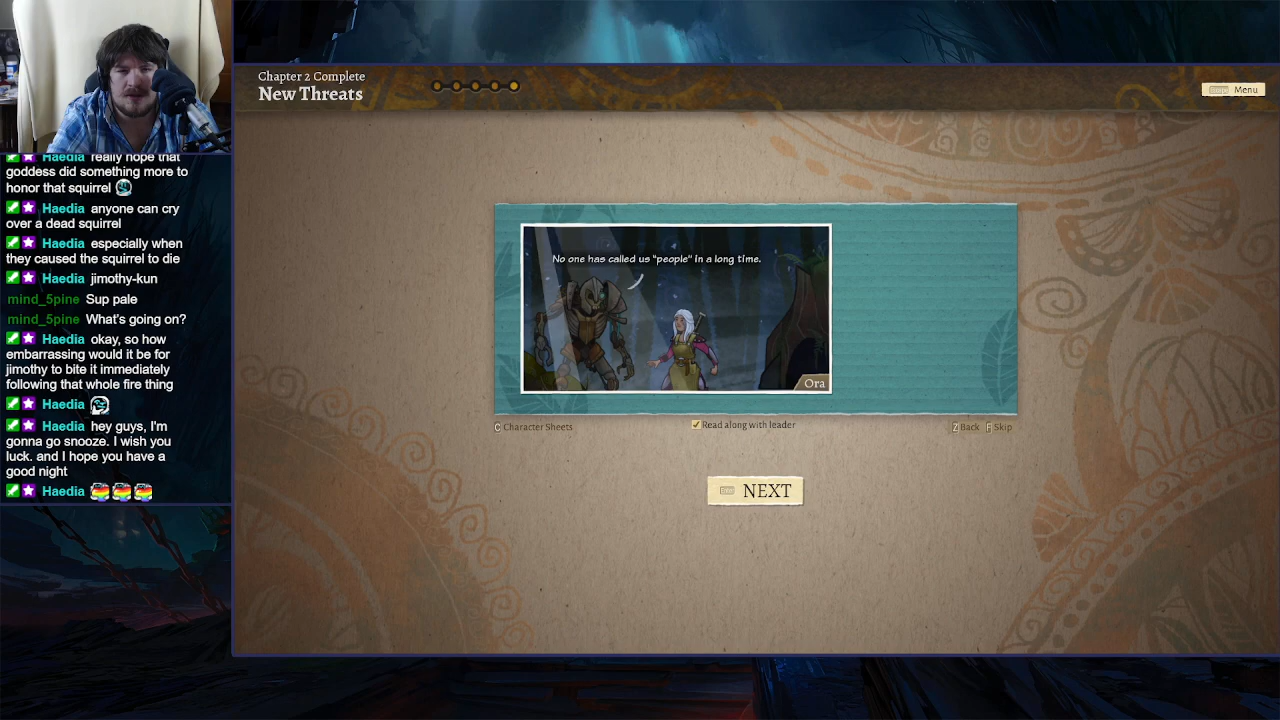 Haedia really hope that
goddess did something more to
honor that squirrel
Haedia anyone can cry
over a dead squirrel
Haedia especially when
they caused the squirrel to die
Haedia jimothy-kun
mind_5pine Sup pale
mind_5pine What's going on?
Haedia okay, so how
embarrassing would it be for
jimothy to bite it immediately
following that whole fire thing
Haedia
Haedia hey guys, I'm
gonna go snooze. I wish you
luck. and I hope you have a
good night
Haedia
Chapter 2 Complete
New Threats
Menu
No one has called us "people" in a long time.
Ora
C Character Sheets
Read along with leader
Z Back F Skip
NEXT